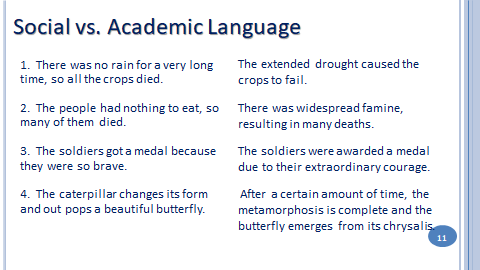 Social vs. Academic Language
1. There was no rain for a very long
time, so all the crops died.
The extended drought caused the
crops to fail.
2. The people had nothing to eat, so
many of them died.
There was widespread famine,
resulting in many deaths.
3. The soldiers got a medal because
they were so brave.
The soldiers were awarded a medal
due to their extraordinary courage.
4. The caterpillar changes its form
and out pops a beautiful butterfly.
After a certain amount of time, the
metamorphosis is complete and the
butterfly emerges from its chrysalis.
11